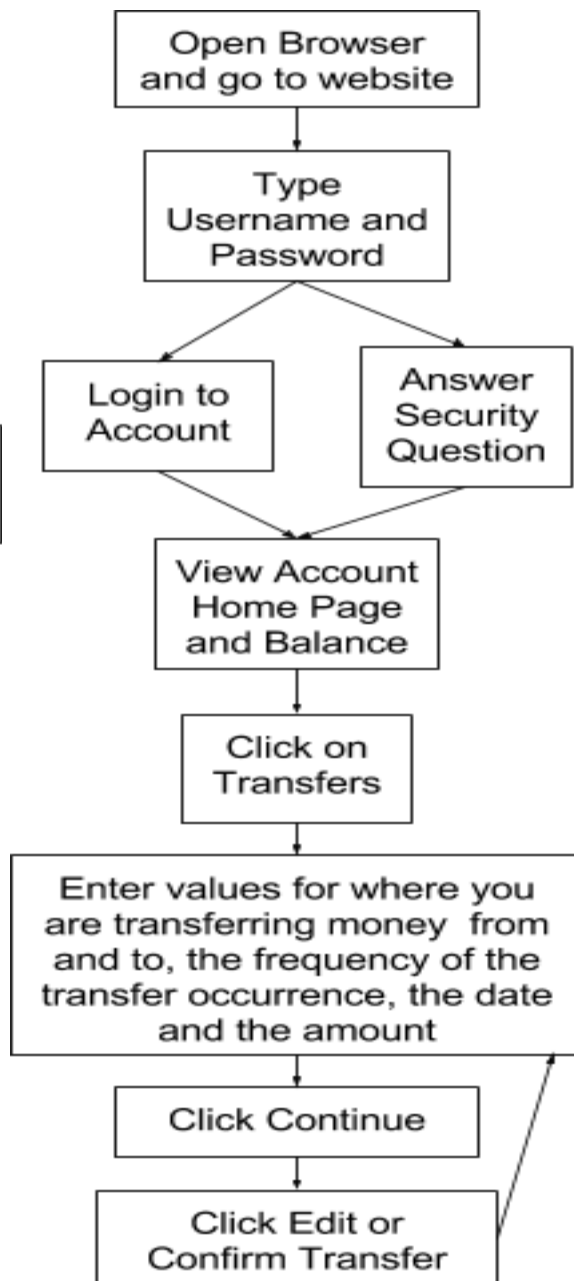 Open Browser
and go to website
Type
Username and
Password
Login to
Account
Answer
Security
Question
View Account
Home Page
and Balance
Click on
Transfers
Enter values for where you
are transferring money from
and to, the frequency of the
transfer occurrence, the date
and the amount
Click Continue
Click Edit or
Confirm Transfer